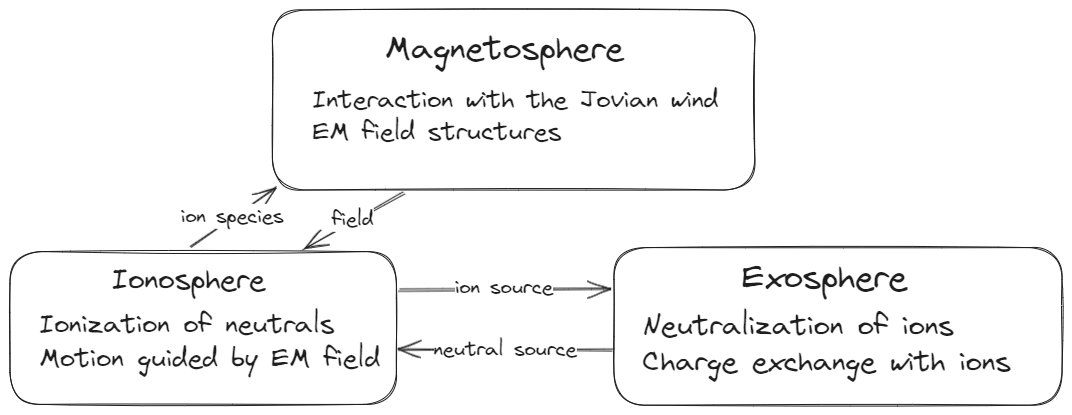 Magnetosphere
Interaction with the Jovian wind
EM field structures
ion species
field
Ionosphere
Ionization of neutrals
Motion guided by EM field
ion source
neutral source
Exosphere
Neutralization of ions
Charge exchange with ions